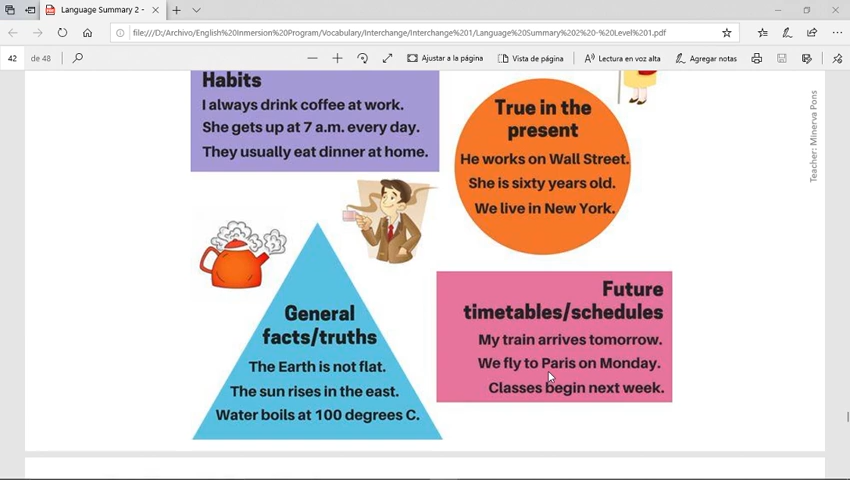 Language Summary 2 -
file:///D:/Archivo/English%20Inmersion%20Program/Vocabulary/Interchange/Interchange%201/Language%20Summary%202%20-%20Level%201.pdf
42 de 48
Ajustar a la página
Vista de página
Lectura en voz alta
Agregar notas
Habits
I always drink coffee at work.
She gets up at 7 a.m. every day.
They usually eat dinner at home.
True in the
present
He works on Wall Street.
She is sixty years old.
We live in New York.
Teacher: Minerva Pons
General
facts/truths
The Earth is not flat.
The sun rises in the east.
Water boils at 100 degrees C.
Future
timetables/schedules
My train arrives tomorrow.
We fly to Paris on Monday.
Classes begin next week.